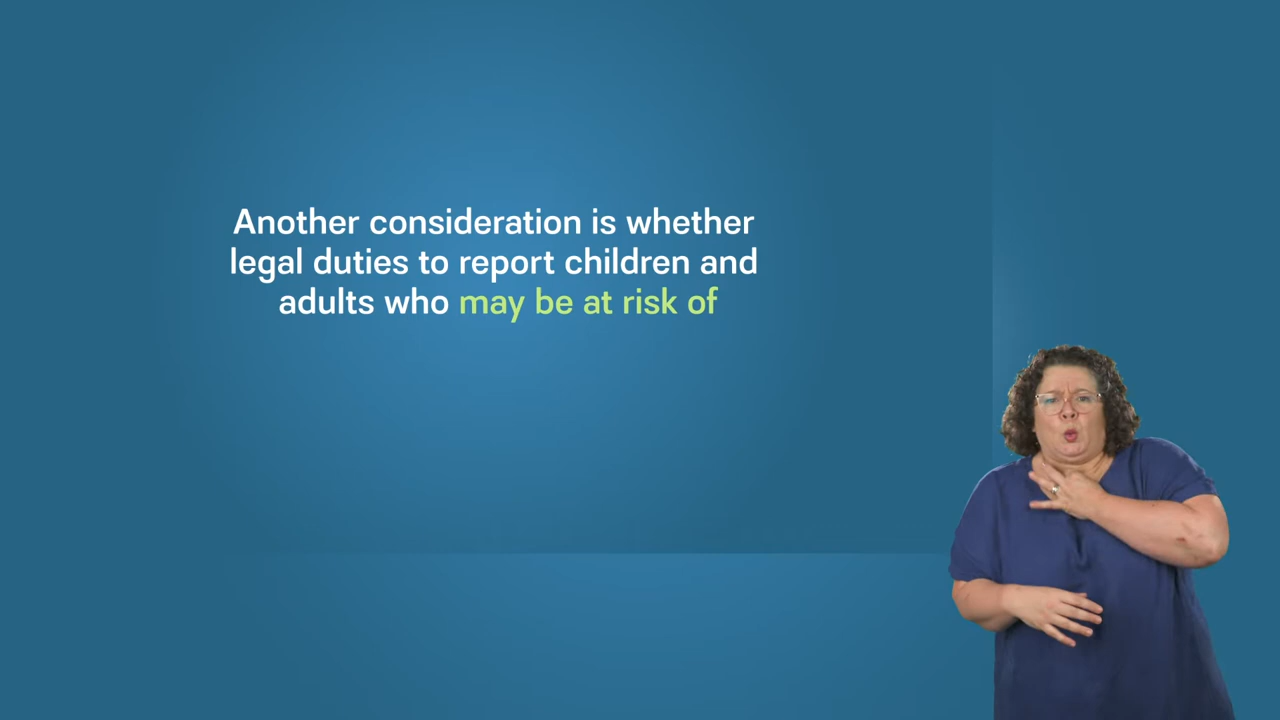 Another consideration is whether
legal duties to report children and
adults who may be at risk of